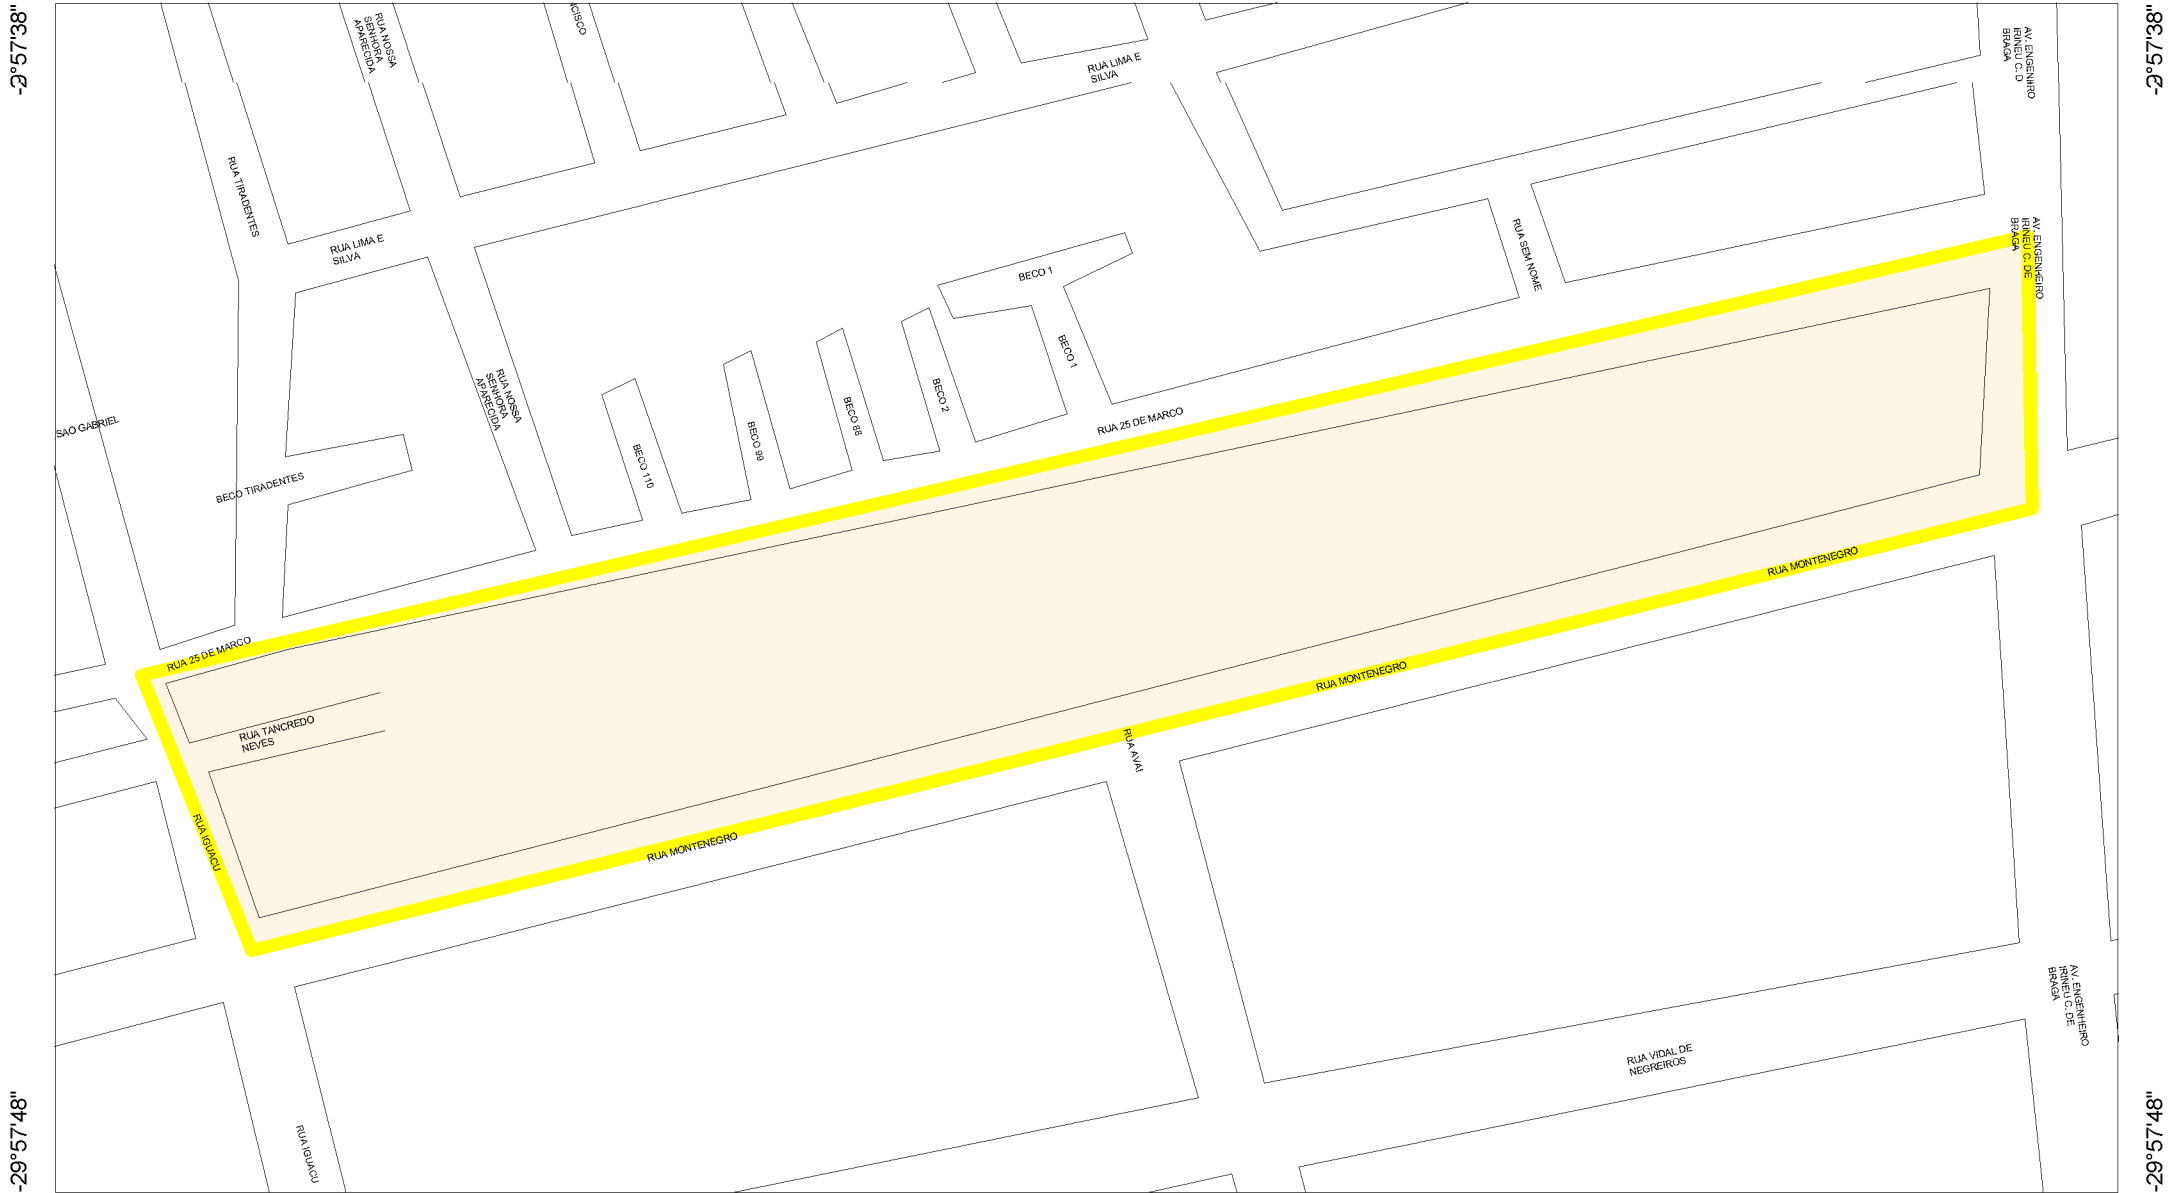 -2°57'38"
-2°57'38"
RUA NOSSA
SENHORA
APARECIDA
CISCO
RUA LIMA E
SILVA
AV. ENGENHRO
IRINEU C. D
BRAGA
RUA TIRADENTES
RUA LIMA E
SILVA
RUA SEM NOME
AV. ENGENHEIRO
IRINEU C. DE
BRAGA
BECO 1
BECO 1
RUA NOSSA
SENHORA
APARECIDA
BECO 2
BECO 88
BECO 99
BECO 110
RUA 25 DE MARCO
SAO GABRIEL
BECO TIRADENTES
RUA MONTENEGRO
RUA 25 DE MARCO
RUA MONTENEGRO
RUA TANCREDO
NEVES
RUA AVAI
RUA IGUACU
RUA MONTENEGRO
AV. ENGENHEIRO
IRINEU C. DE
BRAGA
RUA VIDAL DE
NEGREIROS
RUA IGUACU
-29°57'48"
-29°57'48"